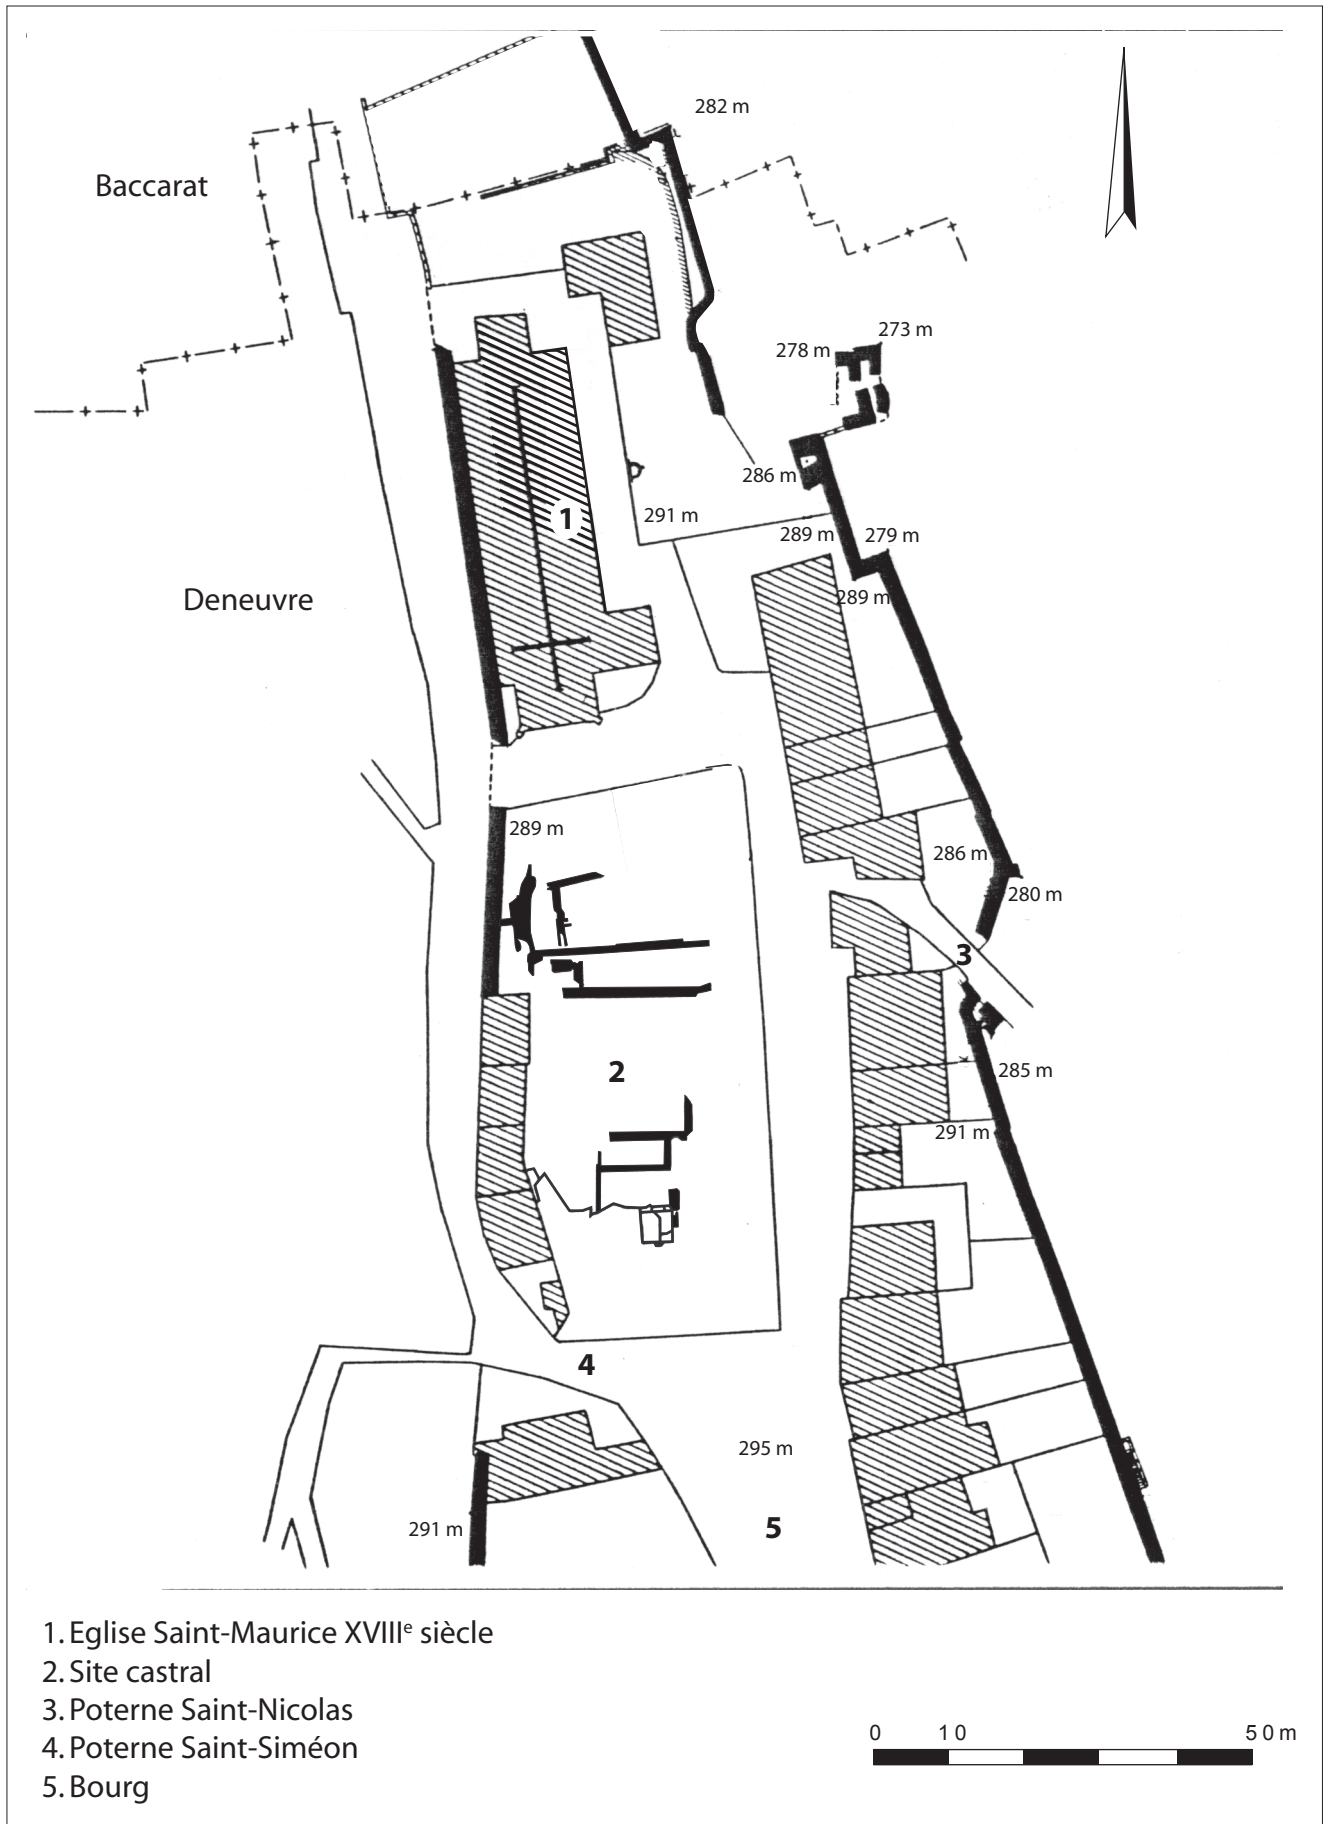 282 m
Baccarat
273 m
278 m
286 m
291 m
1
289 m
279 m
289 m
Deneuvre
289 m
286 m
280 m
3
2
285 m
291 m
4
295 m
5
291 m
1. Eglise Saint-Maurice XVIIIᵉ siècle
2. Site castral
3. Poterne Saint-Nicolas
4. Poterne Saint-Siméon
5. Bourg
0 10 50 m